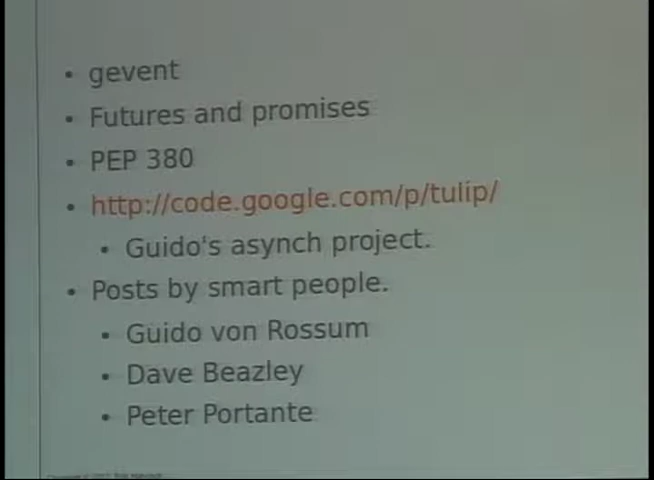 • gevent
• Futures and promises
• PEP 380
• http://code.google.com/p/tulip/
• Guido's asynch project.
• Posts by smart people.
• Guido von Rossum
• Dave Beazley
• Peter Portante